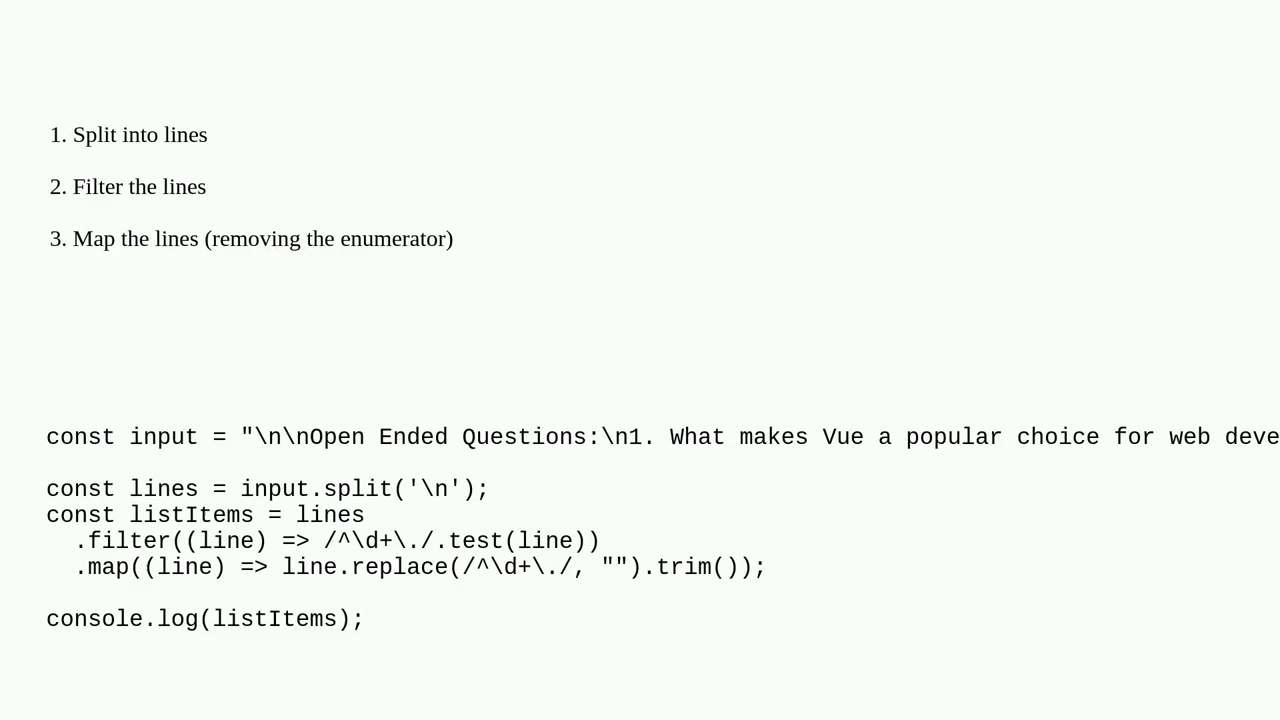 1. Split into lines
2. Filter the lines
3. Map the lines (removing the enumerator)
const input = "\n\nOpen Ended Questions:\n1. What makes Vue a popular choice for web deve
const lines = input.split('\n');
const listItems = lines
  .filter((line) => /^\d+\./.test(line))
  .map((line) => line.replace(/^\d+\./, "").trim());
console.log(listItems);